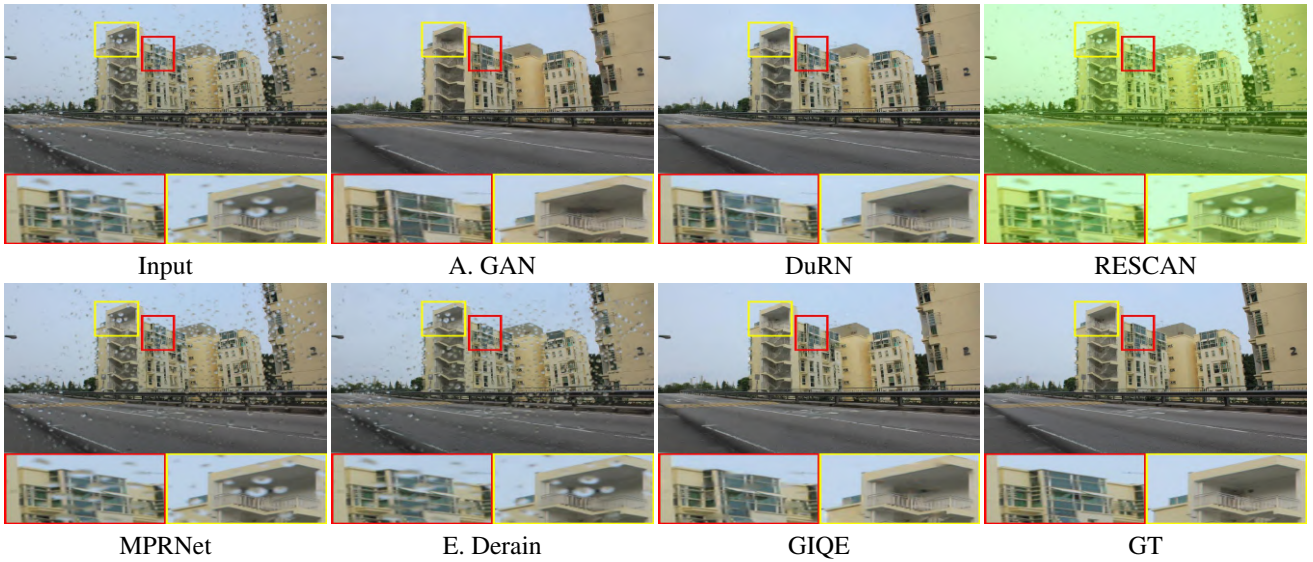 Input
A. GAN
DuRN
RESCAN
MPRNet
E. Derain
GIQE
GT